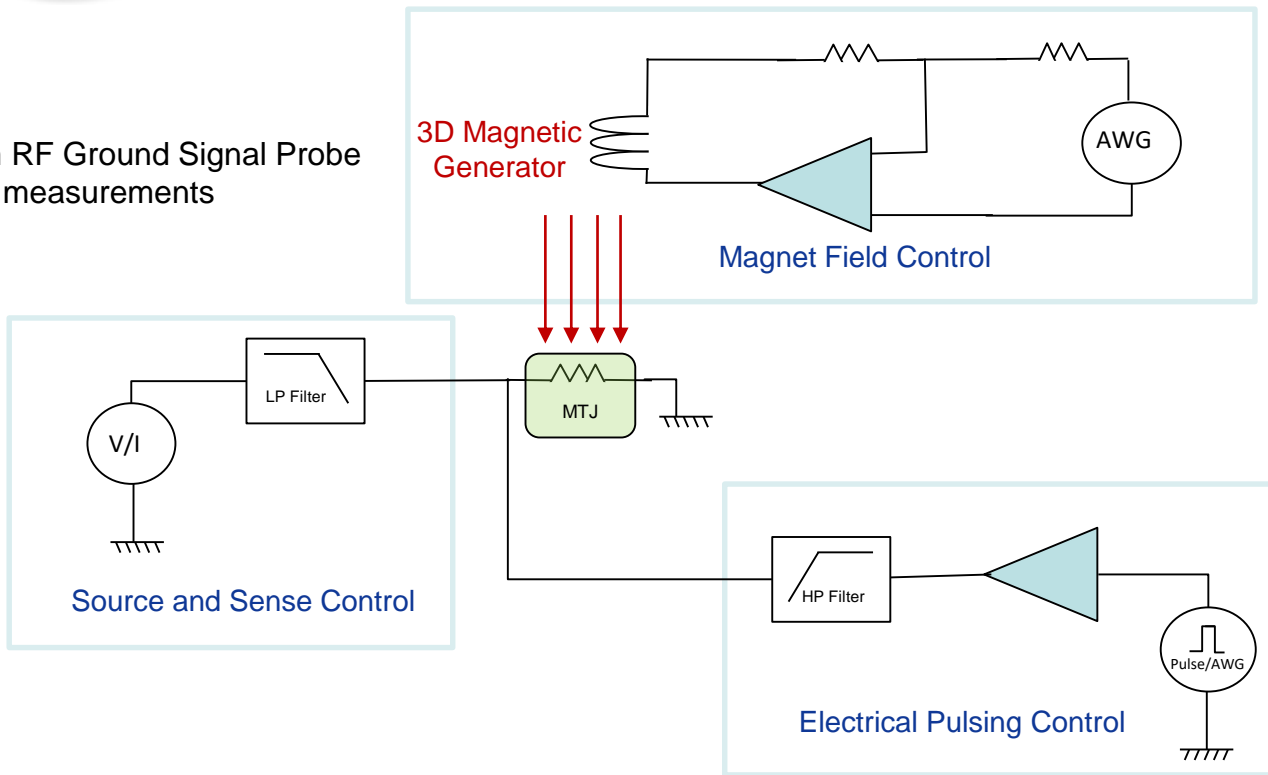 RF Ground Signal Probe
measurements
3D Magnetic
Generator
AWG
Magnet Field Control
LP Filter
MTJ
V/I
Source and Sense Control
HP Filter
Pulse/AWG
Electrical Pulsing Control